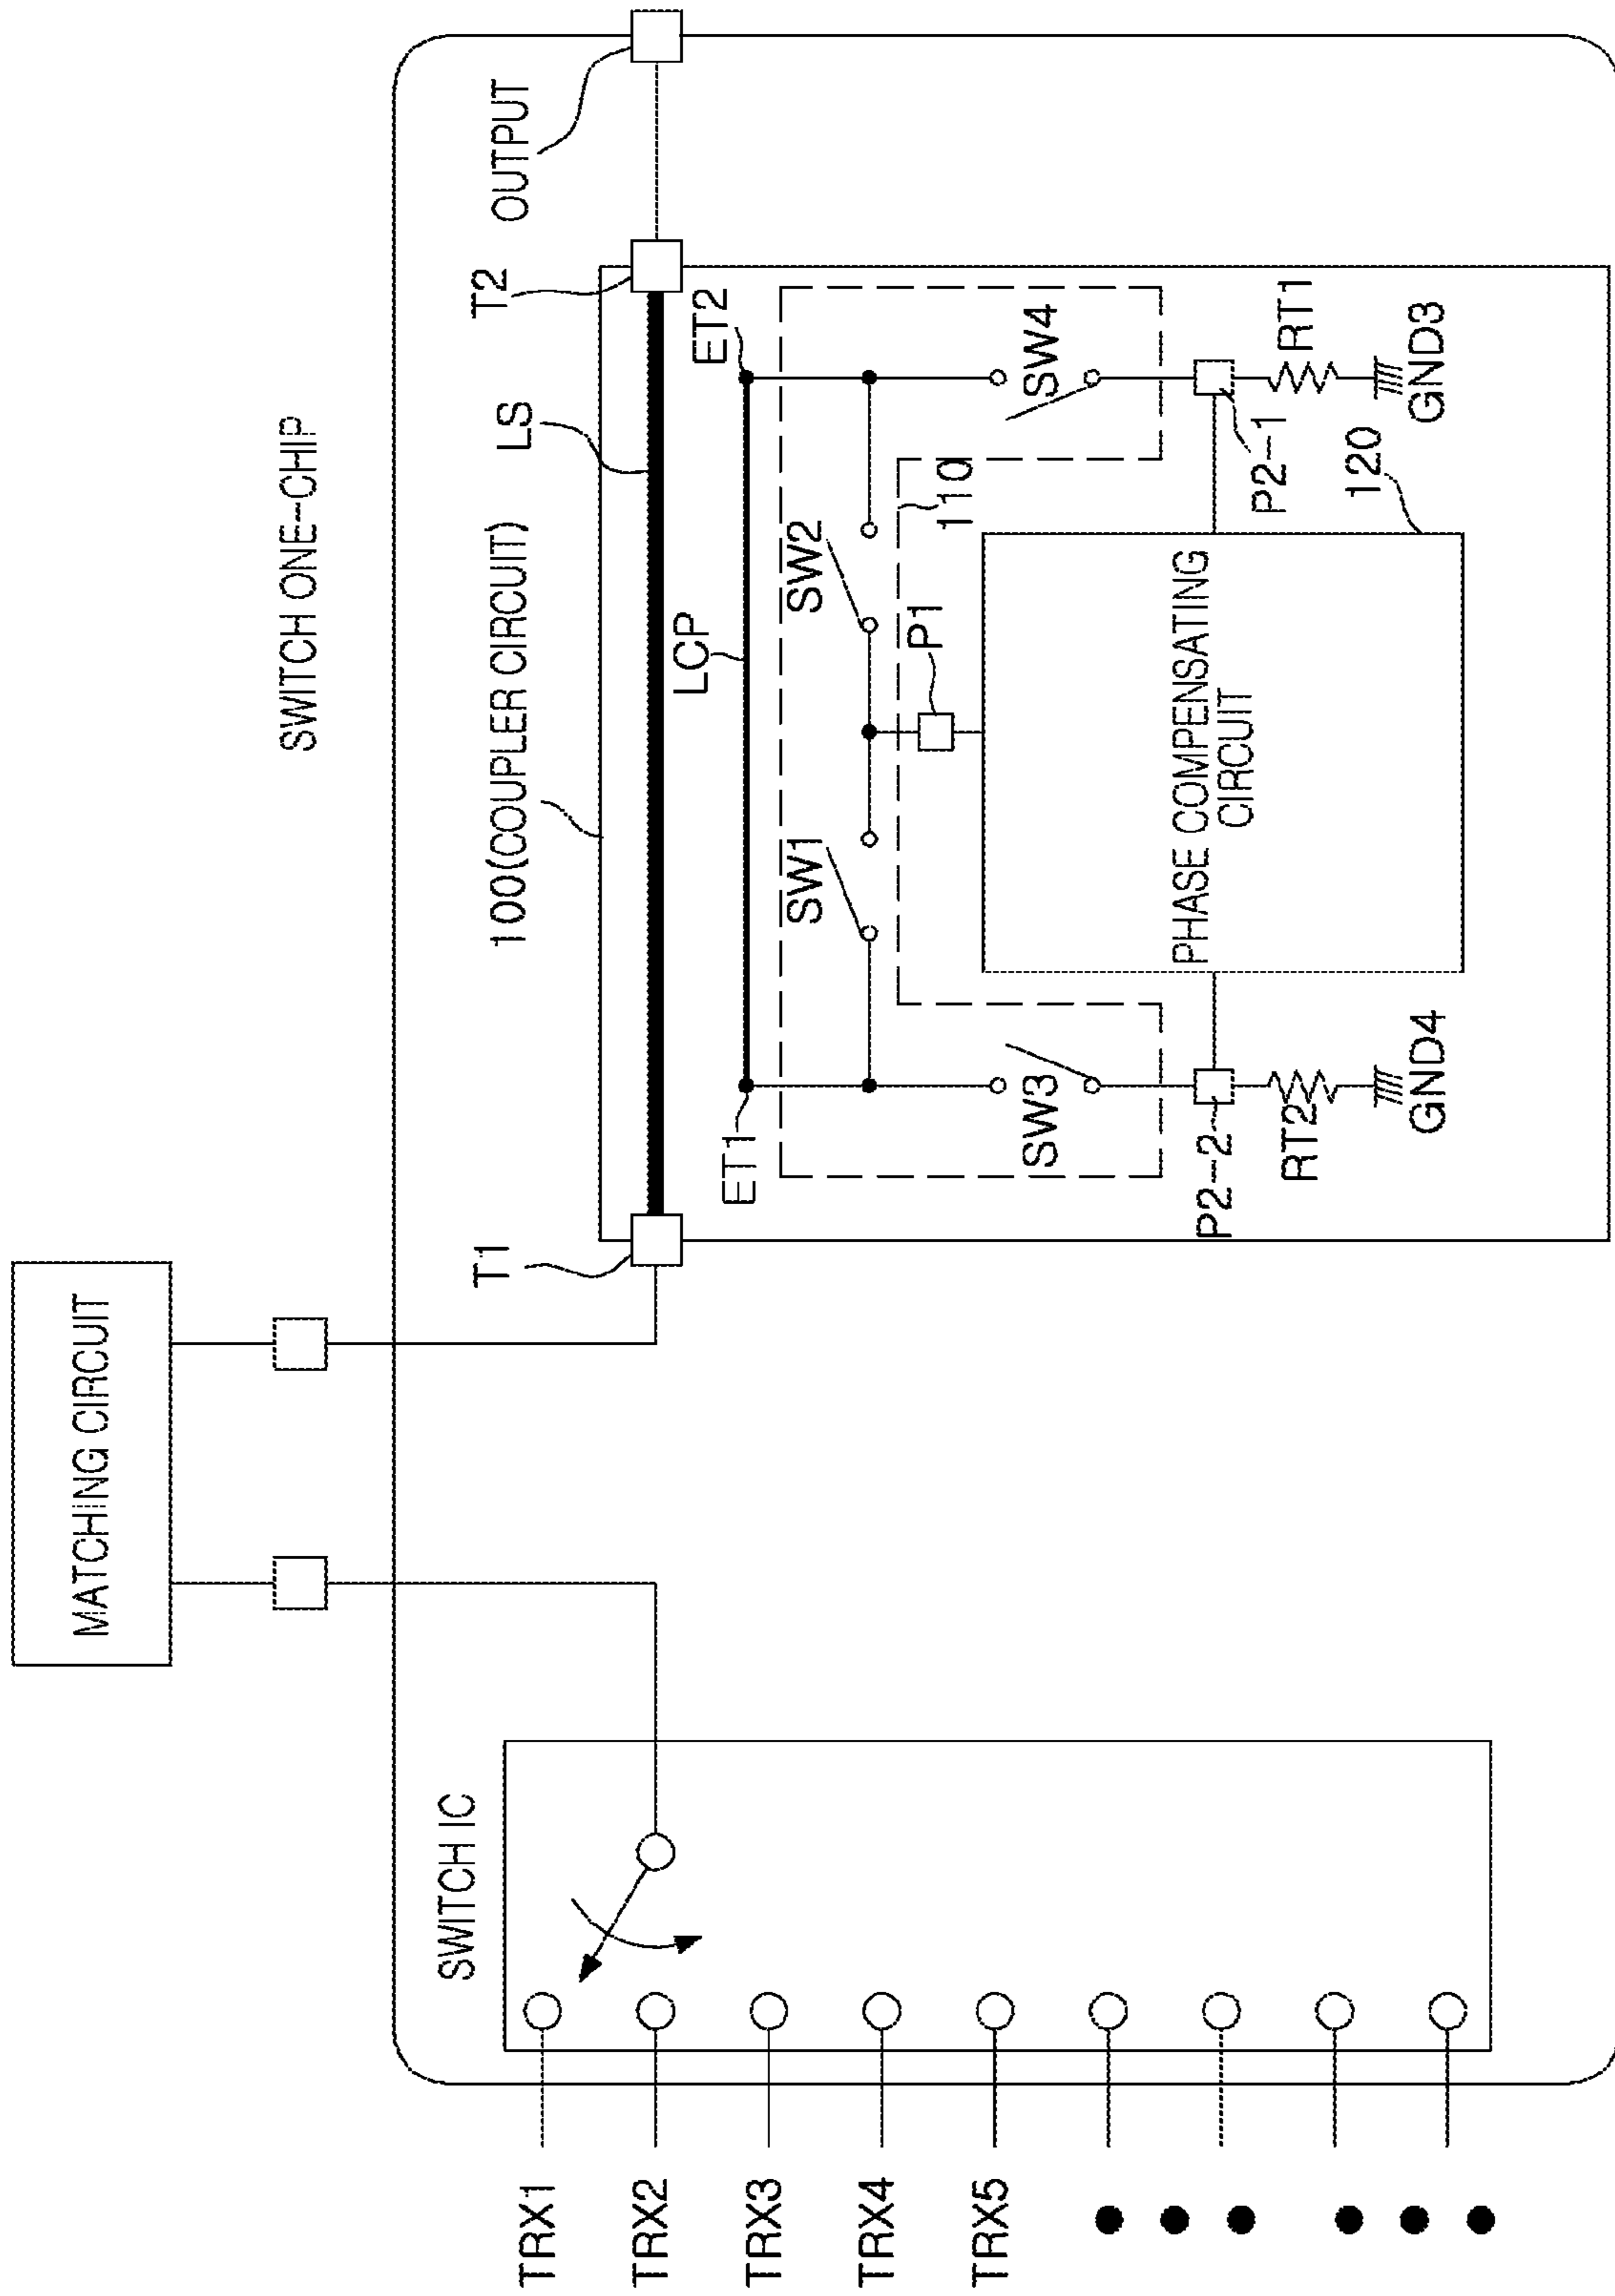 SWITCH ONE-CHIP
MATCHING CIRCUIT
SWITCH IC
TRX1
TRX2
TRX3
TRX4
TRX5
100(COUPLER CIRCUIT)
T1
LS
T2
OUTPUT
LCP
ET1
ET2
SW1
SW2
SW3
SW4
110
P1
PHASE COMPENSATING
CIRCUIT
120
P2-2
P2-1
RT2
RT1
GND4
GND3